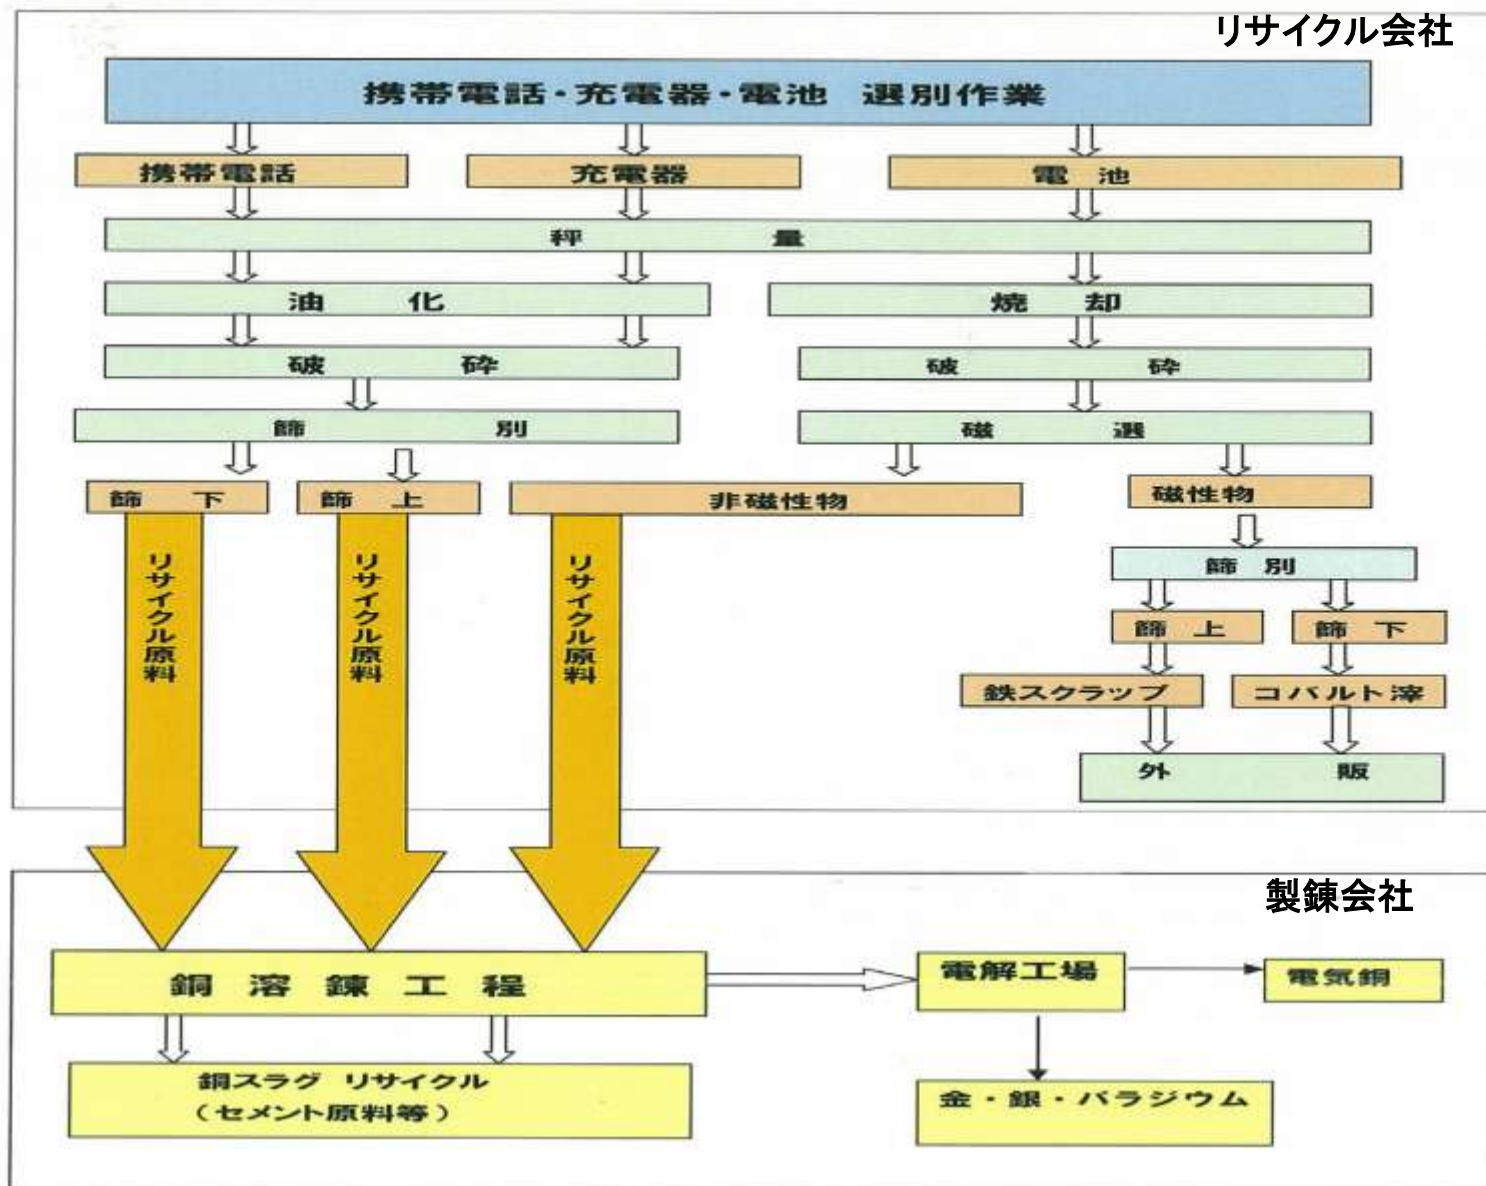 リサイクル会社
携帯電話・充電器・電池 選別作業
携帯電話
充電器
電池
秤量
油化
焼却
破砕
破砕
篩別
磁選
篩下
篩上
非磁性物
磁性物
リサイクル原料
リサイクル原料
リサイクル原料
篩別
篩上
篩下
鉄スクラップ
コバルト滓
外販
製錬会社
銅溶錬工程
電解工場
電気銅
銅スラグ リサイクル
(セメント原料等)
金・銀・パラジウム